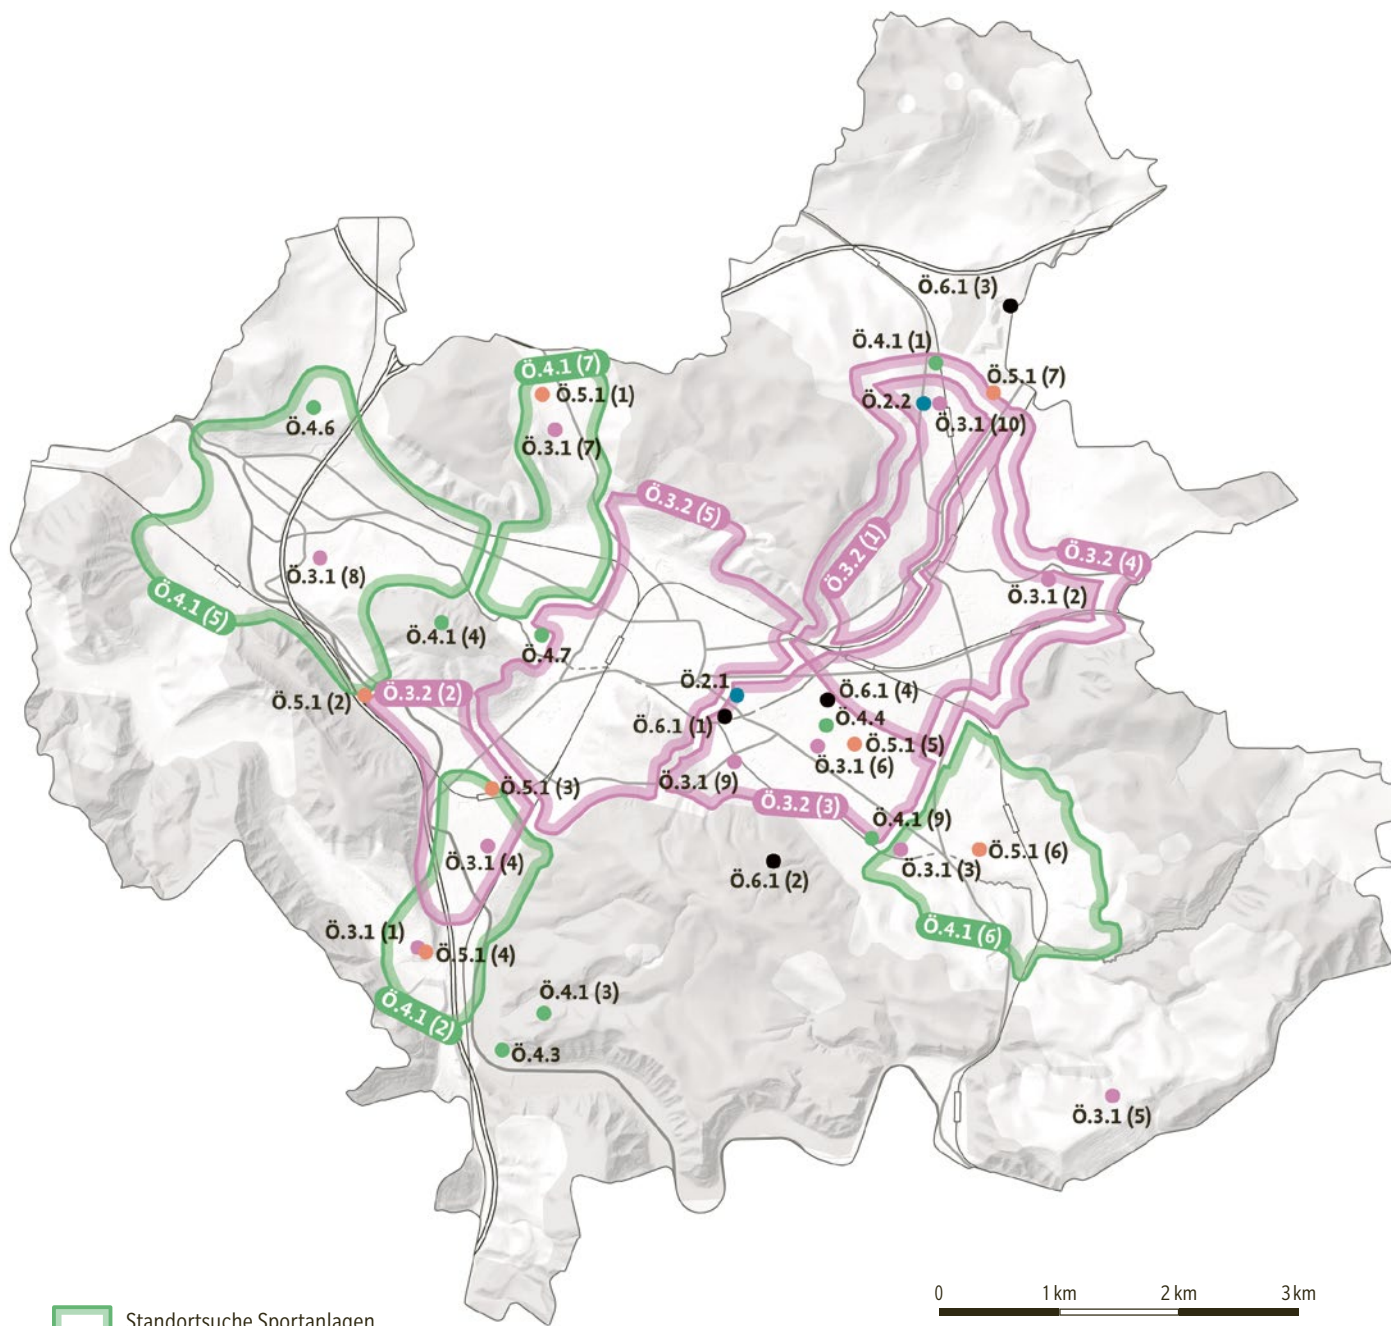 Ö.6.1 (3)
Ö.4.1 (1)
Ö.4.1 (7)
Ö.5.1 (7)
Ö.5.1 (1)
Ö.2.2
Ö.4.6
Ö.3.1 (10)
Ö.3.1 (7)
Ö.3.2 (5)
Ö.3.2 (1)
Ö.3.2 (4)
Ö.3.1 (8)
Ö.3.1 (2)
Ö.4.1 (5)
Ö.4.1 (4)
Ö.4.7
Ö.2.1
Ö.3.2 (2)
Ö.6.1 (4)
Ö.5.1 (2)
Ö.4.4
Ö.6.1 (1)
Ö.5.1 (5)
Ö.3.1 (6)
Ö.3.1 (9)
Ö.5.1 (3)
Ö.3.2 (3)
Ö.4.1 (9)
Ö.5.1 (6)
Ö.3.1 (4)
Ö.3.1 (3)
Ö.6.1 (2)
Ö.3.1 (1)
Ö.4.1 (6)
Ö.5.1 (4)
Ö.4.1 (3)
Ö.4.1 (2)
Ö.4.3
Ö.3.1 (5)
0 1 km 2 km 3 km
Standortsuche Sportanlagen